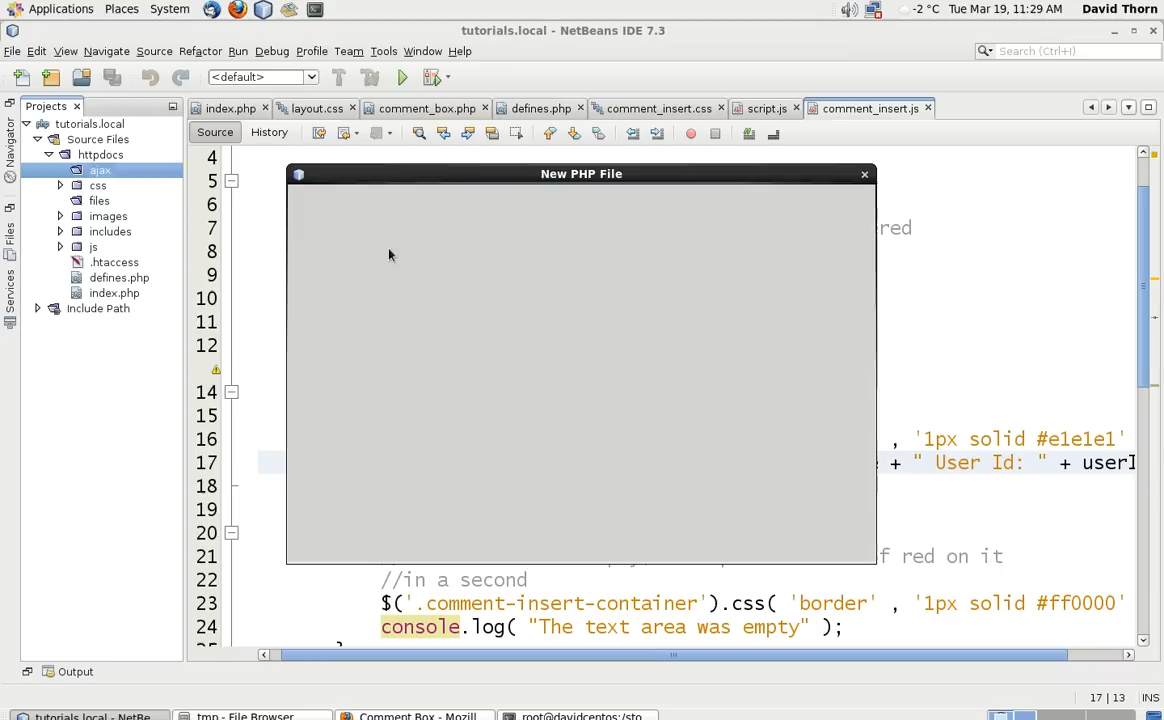 Applications Places System -2 °C Tue Mar 19, 11:29 AM David Thorn
tutorials.local - NetBeans IDE 7.3
File Edit View Navigate Source Refactor Run Debug Profile Team Tools Window Help Search (Ctrl+I)
<default>
Projects index.php layout.css comment_box.php defines.php comment_insert.css script.js comment_insert.js
Source History
Navigator
Files
Services
tutorials.local
Source Files
httpdocs
ajax
css
files
images
includes
js
.htaccess
defines.php
index.php
Include Path
New PHP File
4
5
6
7 red
8
9
10
11
12
14
15
16 , '1px solid #e1e1e1'
17 + " User Id: " + userI
18
19
20
21 f red on it
22 //in a second
23 $('.comment-insert-container').css( 'border' , '1px solid #ff0000'
24 console.log( "The text area was empty" );
Output
17 | 13 INS
tutorials.local - NetBe... tmp - File Browser Comment Box - Mozill... root@davidcentos:/sto...